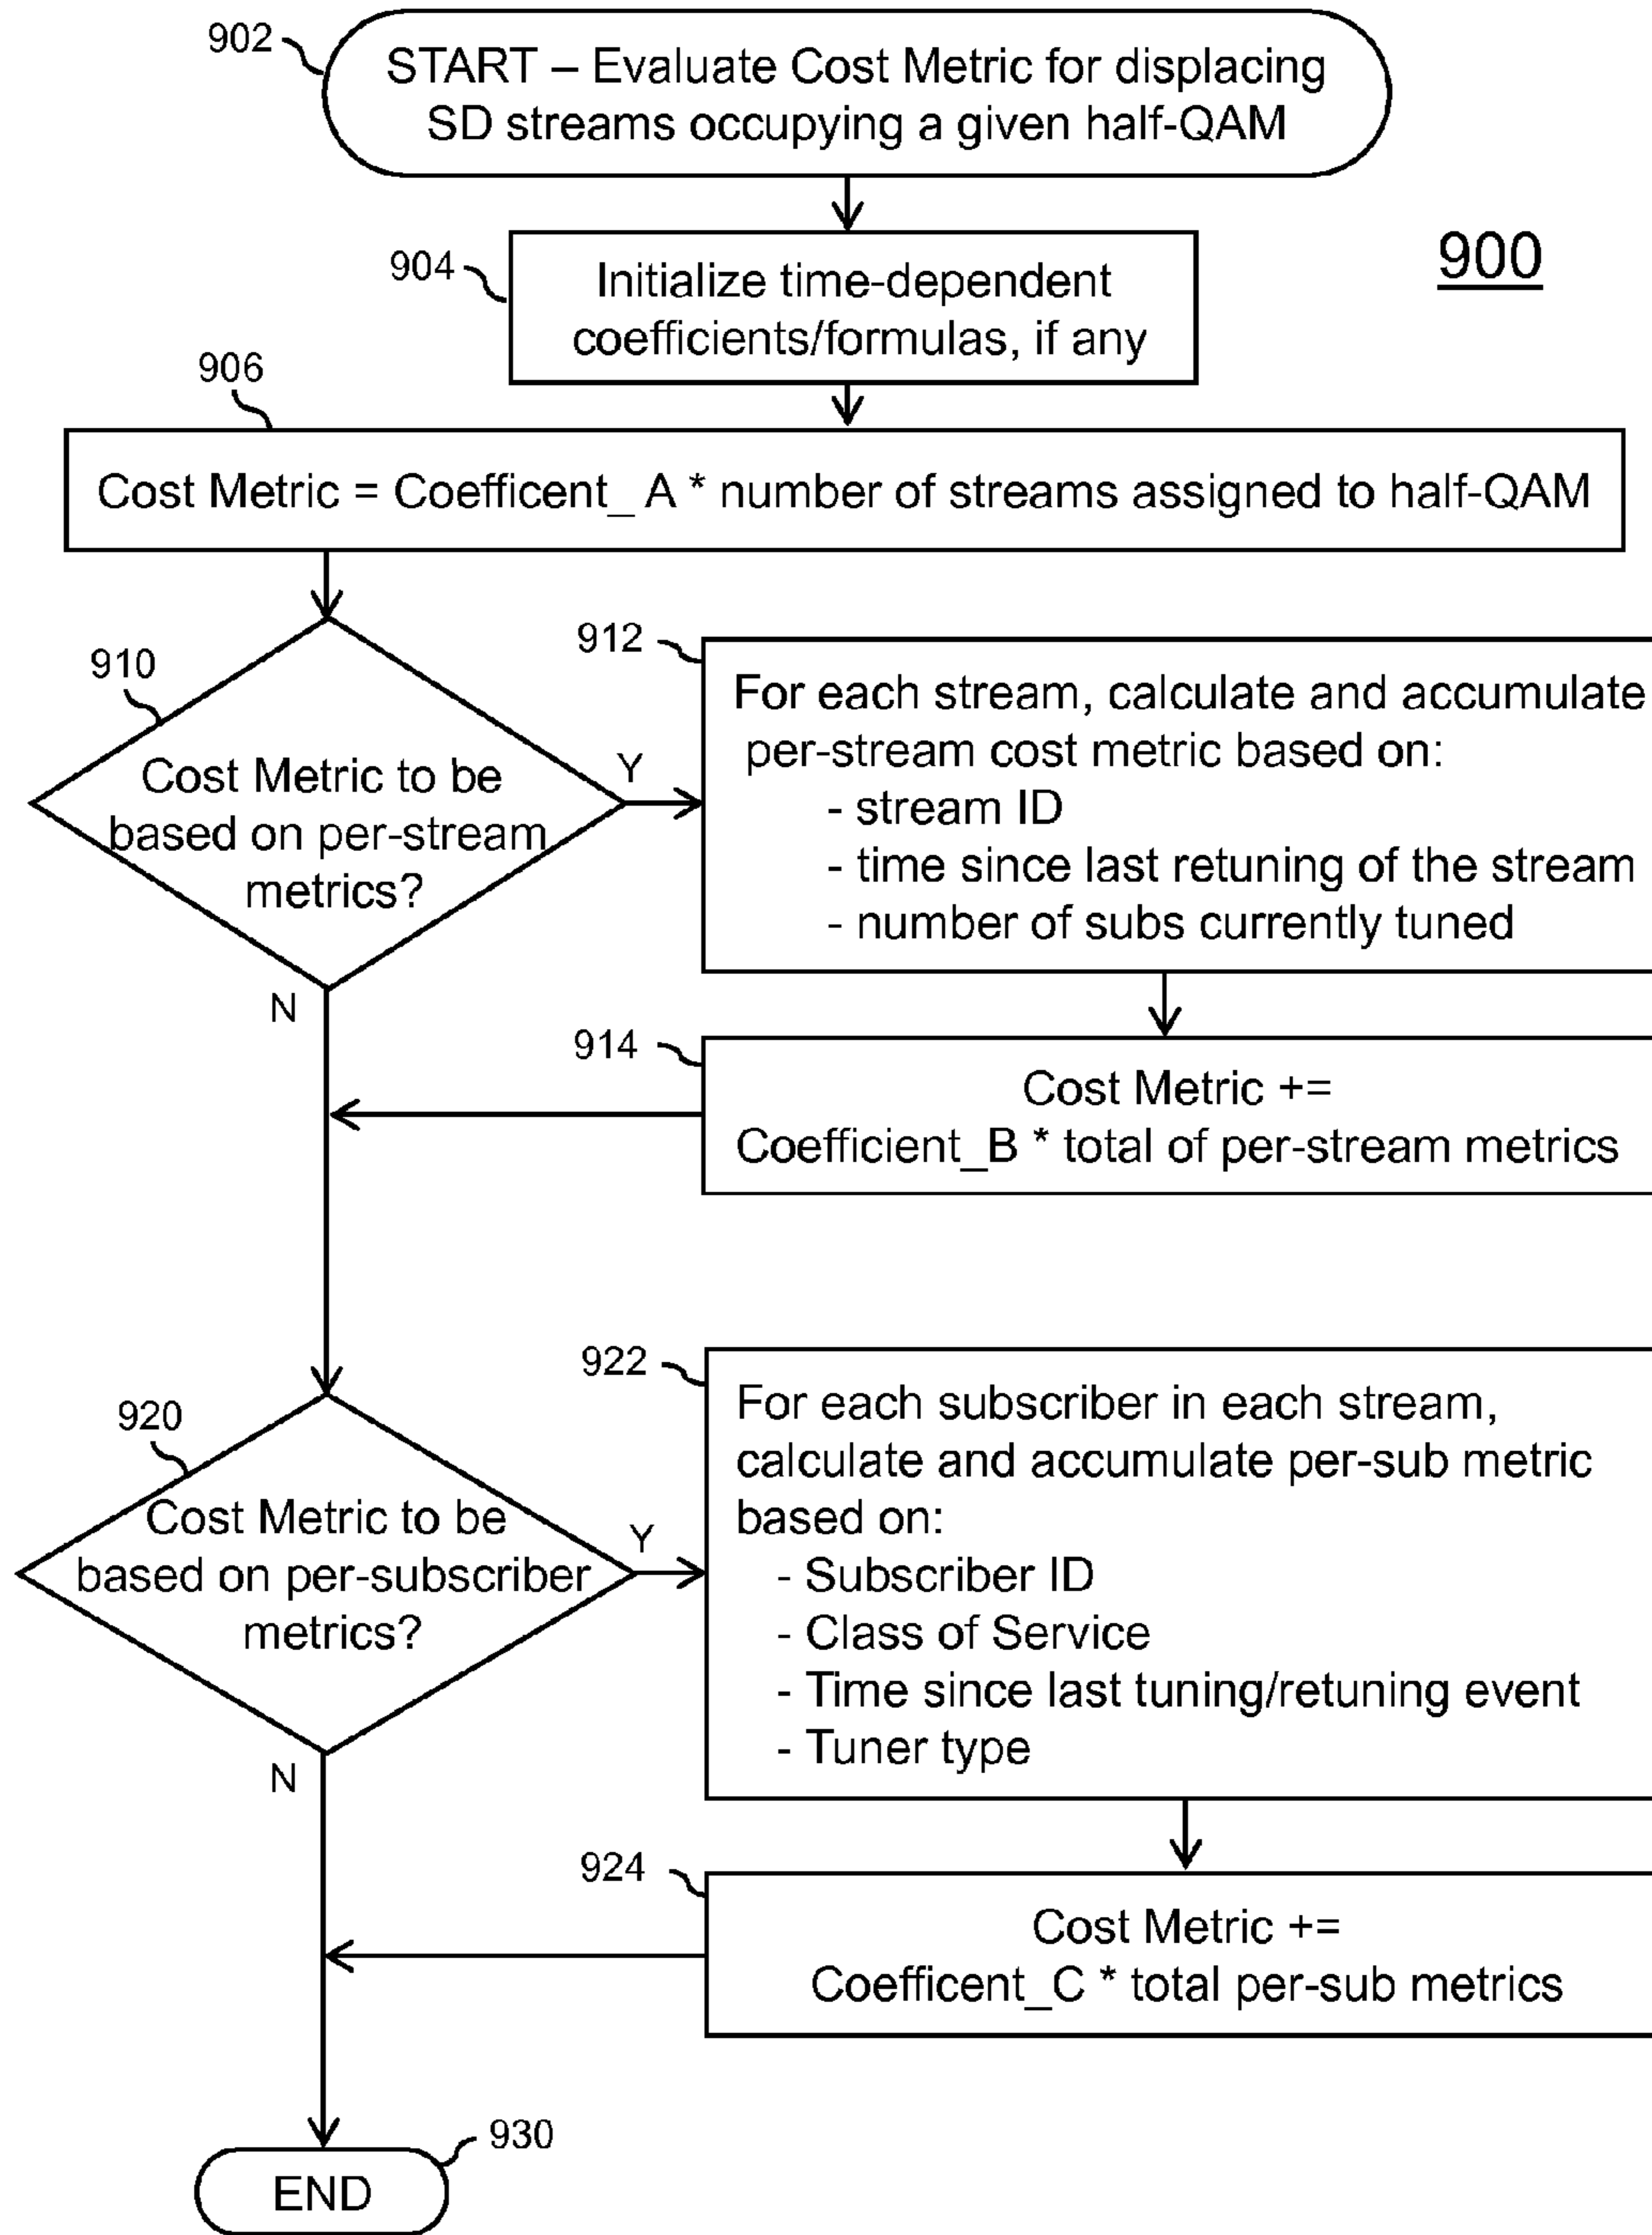 902
START – Evaluate Cost Metric for displacing
SD streams occupying a given half-QAM
900
904
Initialize time-dependent
coefficients/formulas, if any
906
Cost Metric = Coefficent_ A * number of streams assigned to half-QAM
910
Cost Metric to be
based on per-stream
metrics?
Y
N
912
For each stream, calculate and accumulate
per-stream cost metric based on:
- stream ID
- time since last retuning of the stream
- number of subs currently tuned
914
Cost Metric +=
Coefficient_B * total of per-stream metrics
920
Cost Metric to be
based on per-subscriber
metrics?
Y
N
922
For each subscriber in each stream,
calculate and accumulate per-sub metric
based on:
- Subscriber ID
- Class of Service
- Time since last tuning/retuning event
- Tuner type
924
Cost Metric +=
Coefficent_C * total per-sub metrics
930
END